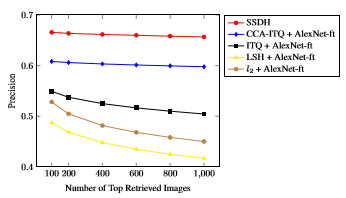 0.7
0.6
0.5
0.4
Precision
100 200 400 600 800 1,000
Number of Top Retrieved Images
SSDH
CCA-ITQ + AlexNet-ft
ITQ + AlexNet-ft
LSH + AlexNet-ft
l2 + AlexNet-ft